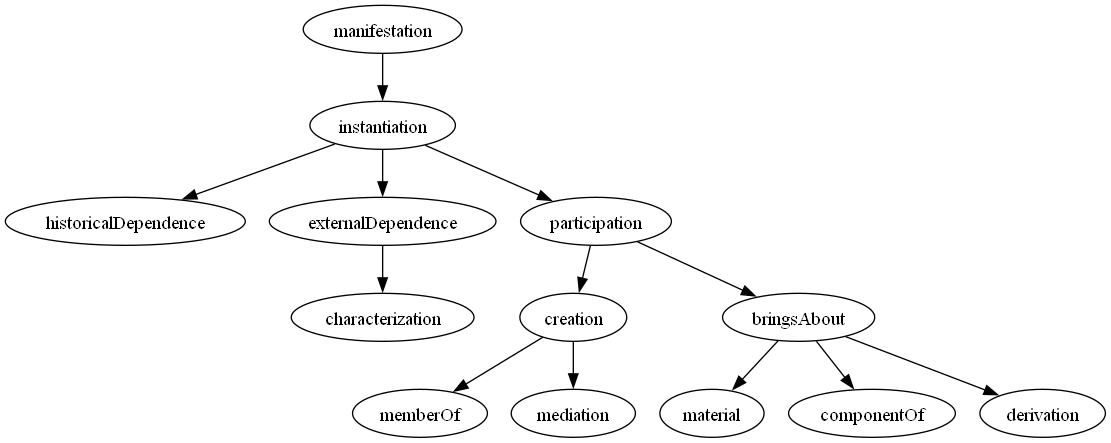 manifestation
instantiation
historicalDependence
externalDependence
participation
characterization
creation
bringsAbout
memberOf
mediation
material
componentOf
derivation